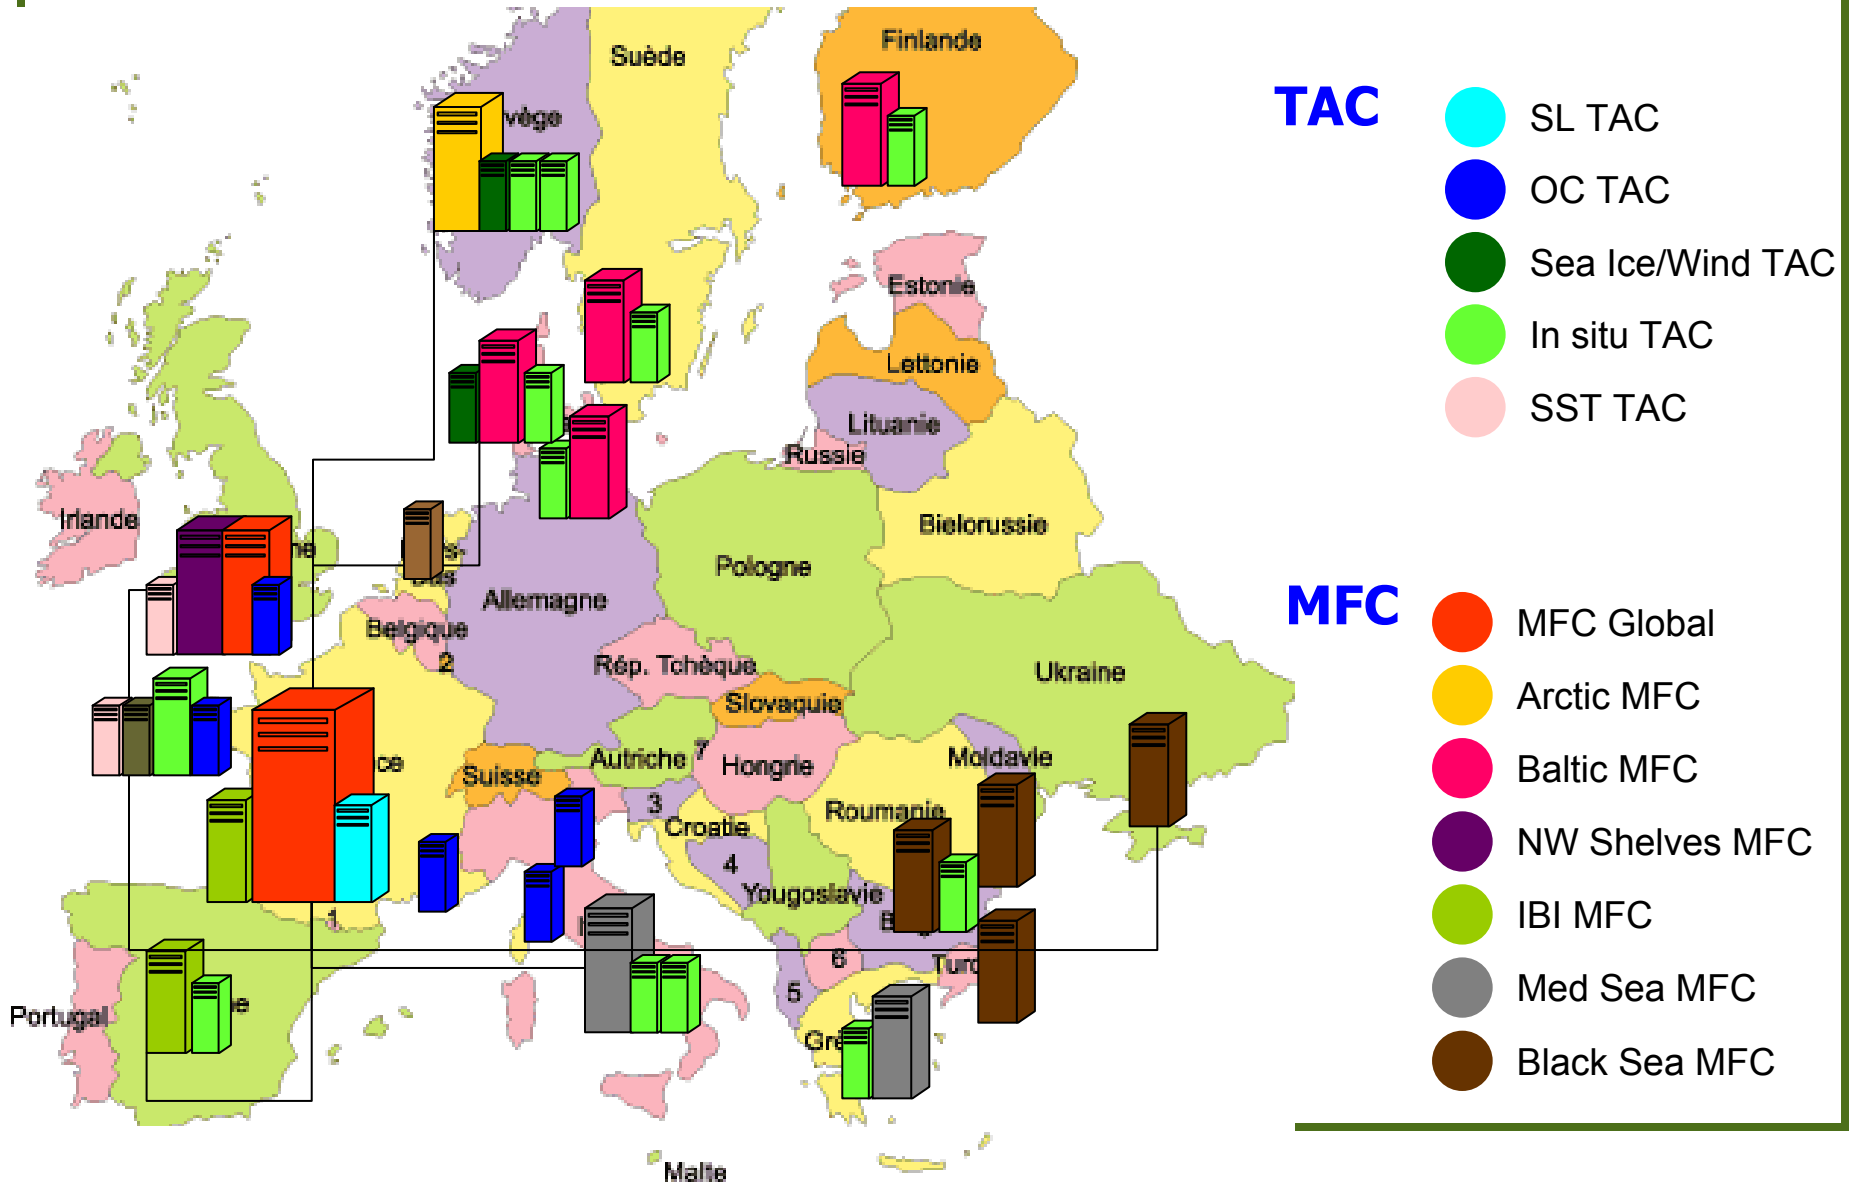 Suède
Finlande
vège
TAC
SL TAC
OC TAC
Sea Ice/Wind TAC
In situ TAC
SST TAC
Estonie
Lettonie
Lituanie
Russie
Irlande
Bielorussie
Pologne
Allemagne
Belgique
2
Rép. Tchèque
Ukraine
Slovaquie
Autriche
7
Hongrie
Moldavie
Suisse
3
Croatie
Roumanie
4
Yougoslavie
1
6
5
Portugal
Malte
MFC
MFC Global
Arctic MFC
Baltic MFC
NW Shelves MFC
IBI MFC
Med Sea MFC
Black Sea MFC